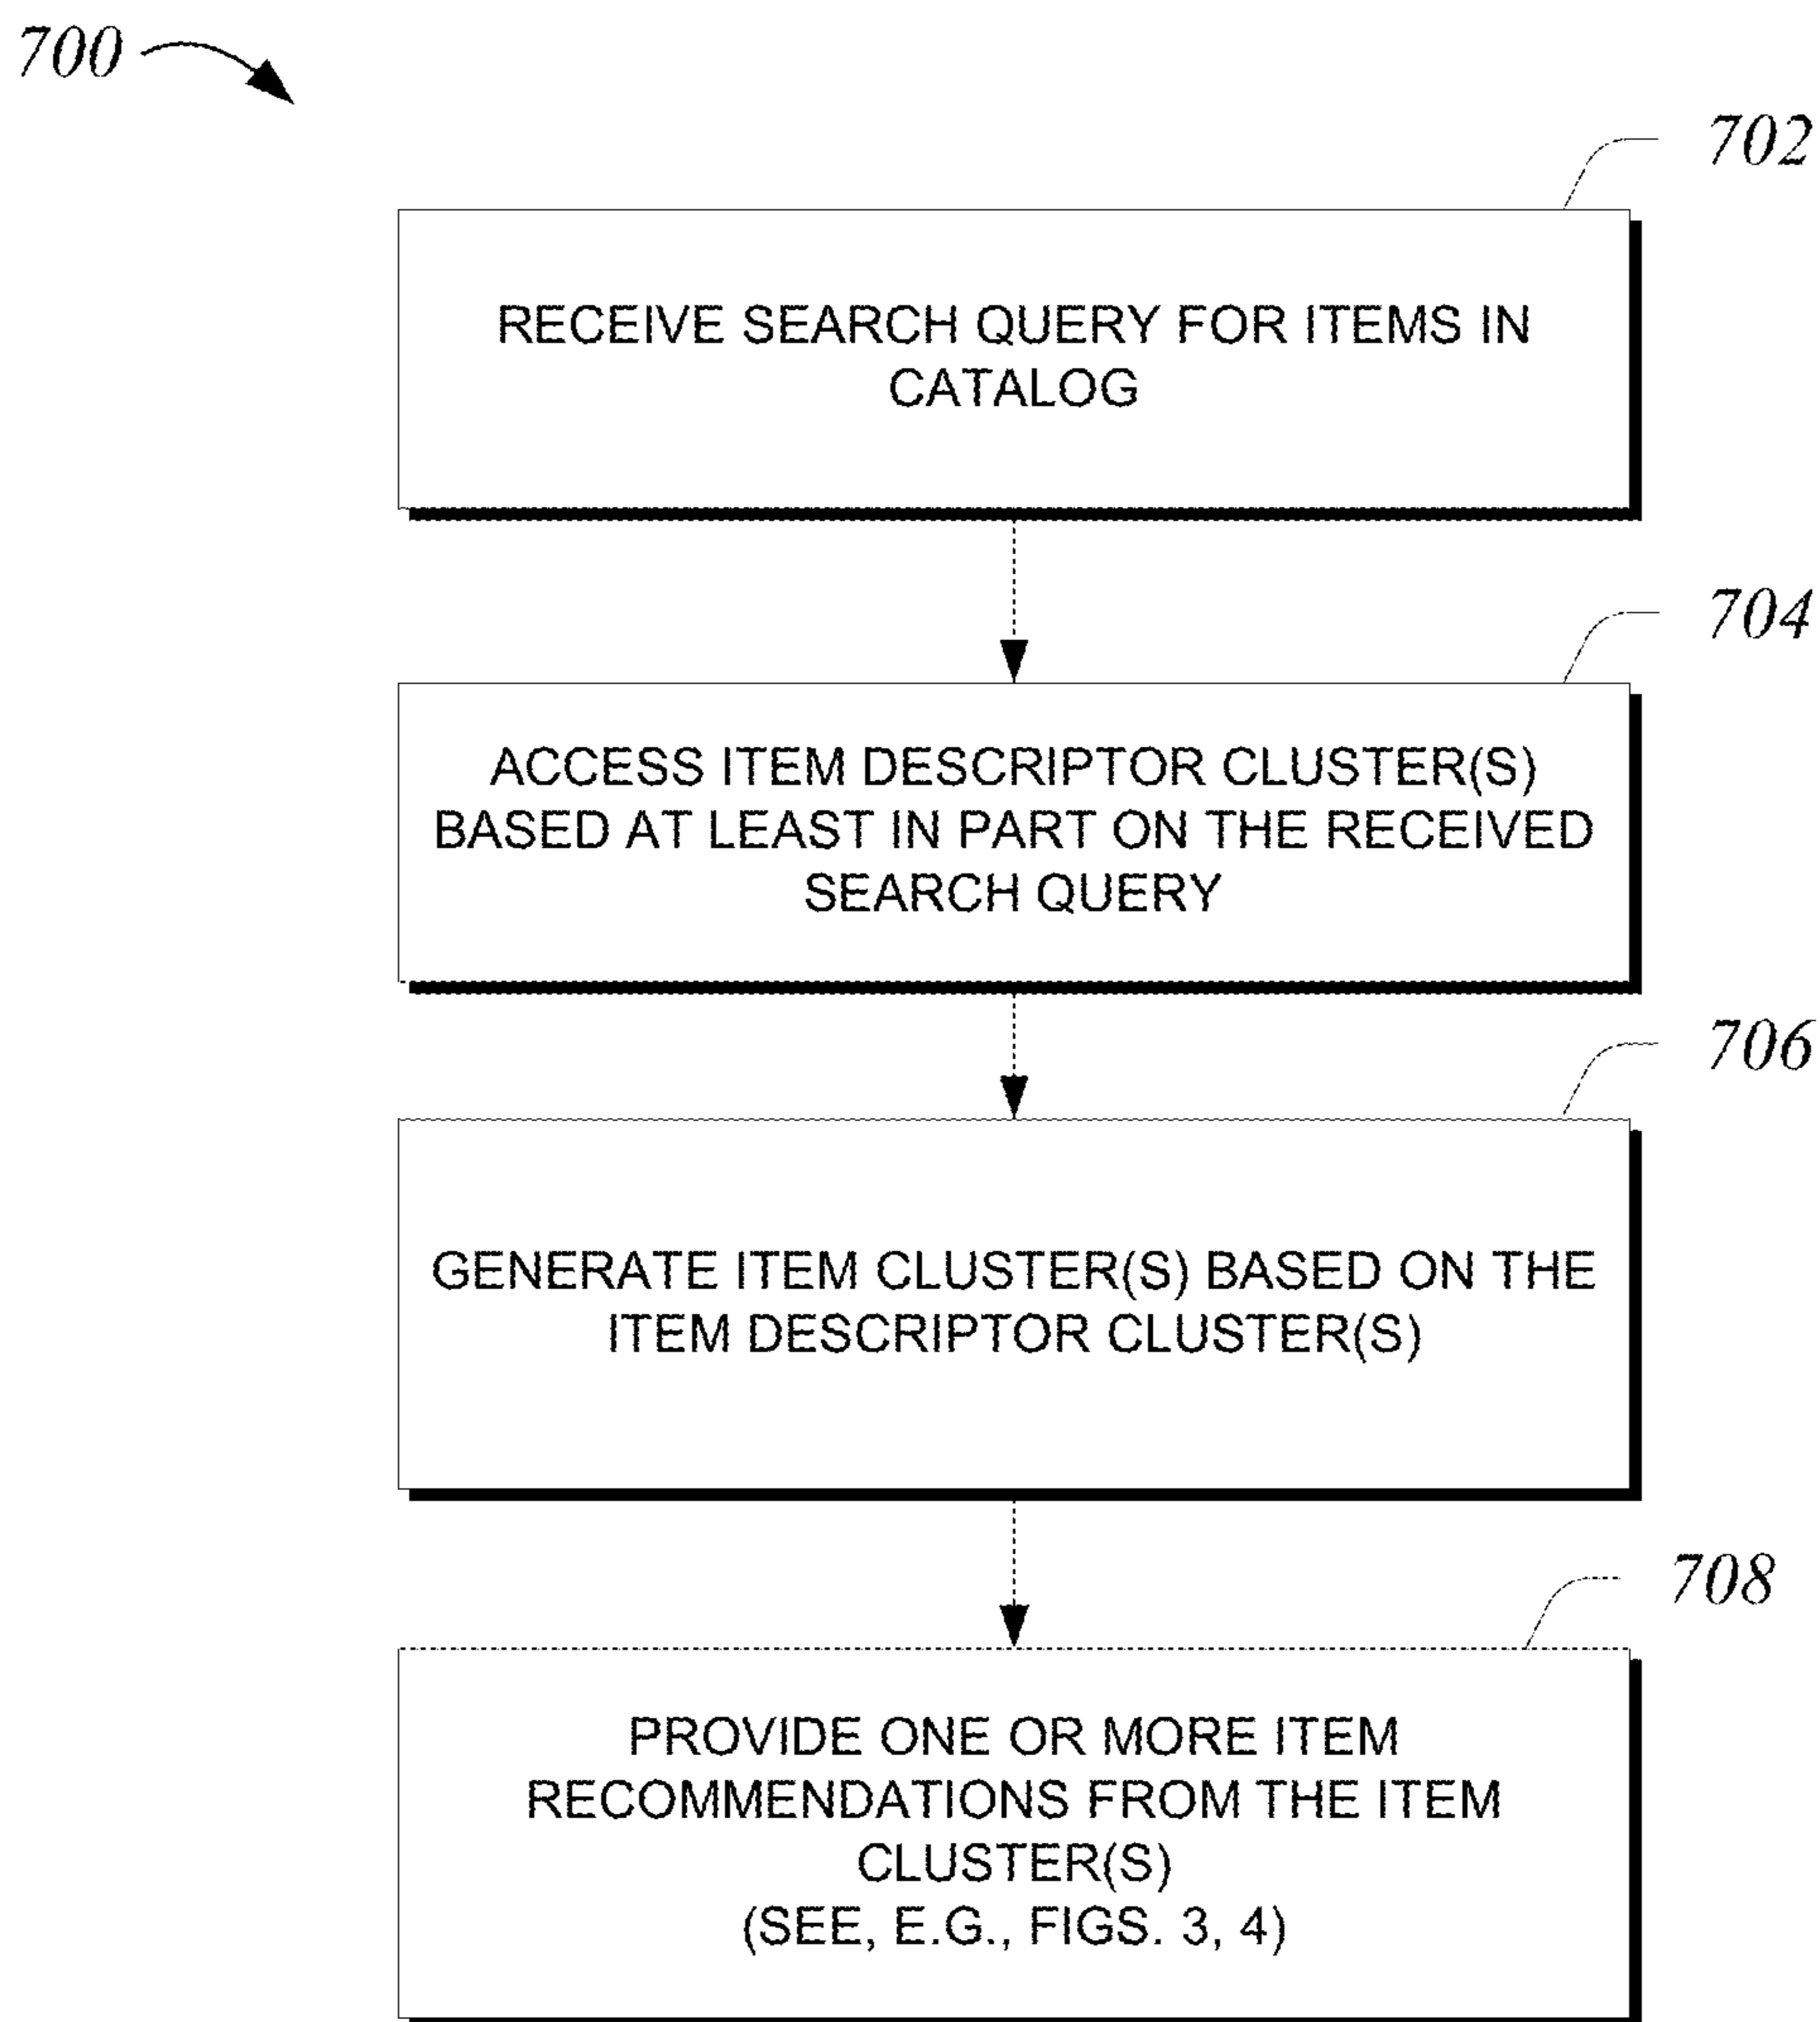 700
702
RECEIVE SEARCH QUERY FOR ITEMS IN
CATALOG
704
ACCESS ITEM DESCRIPTOR CLUSTER(S)
BASED AT LEAST IN PART ON THE RECEIVED
SEARCH QUERY
706
GENERATE ITEM CLUSTER(S) BASED ON THE
ITEM DESCRIPTOR CLUSTER(S)
708
PROVIDE ONE OR MORE ITEM
RECOMMENDATIONS FROM THE ITEM
CLUSTER(S)
(SEE, E.G., FIGS. 3, 4)